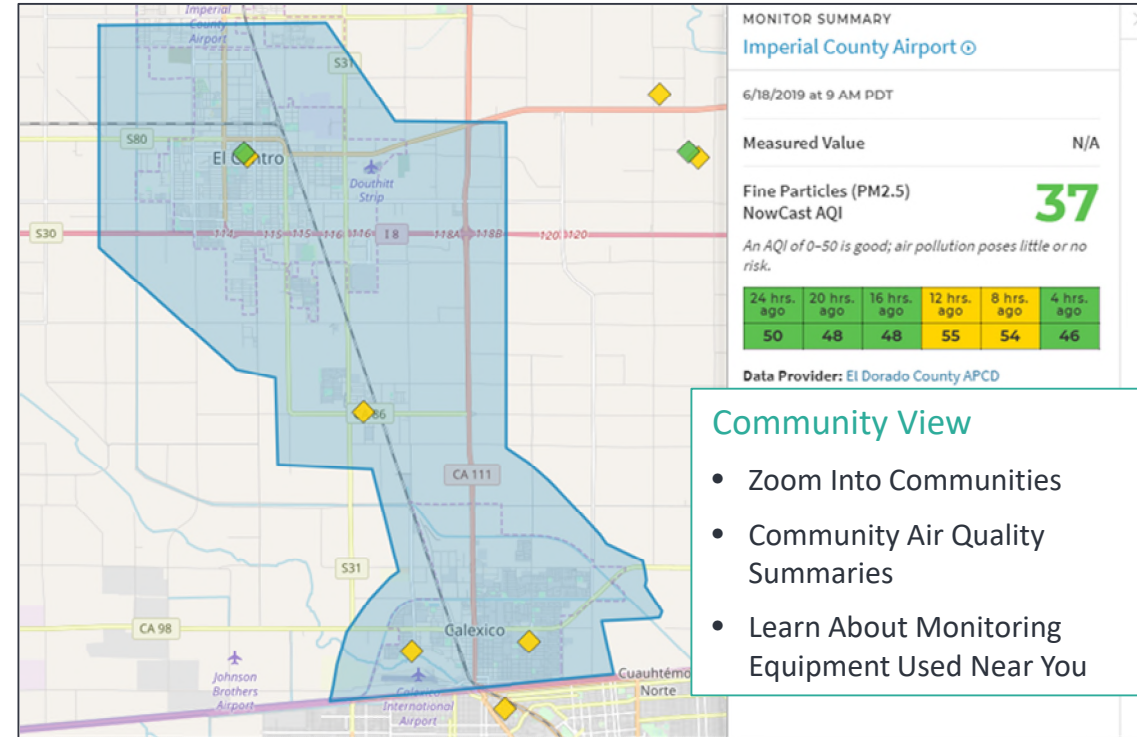 Imperial
County
Airport
S31
S80
El Centro
Douthitt
Strip
S30
114
115
115
116
116
I 8
118A
118B
120
120
86
CA 111
S31
CA 98
Calexico
Johnson
Brothers
Airport
Calexico
International
Airport
Cuauhtémo
Norte
MONITOR SUMMARY
Imperial County Airport
6/18/2019 at 9 AM PDT
Measured Value N/A
Fine Particles (PM2.5)
NowCast AQI
37
An AQI of 0–50 is good; air pollution poses little or no
risk.
24 hrs. 20 hrs. 16 hrs. 12 hrs. 8 hrs. 4 hrs.
ago ago ago ago ago ago
50 48 48 55 54 46
Data Provider: El Dorado County APCD
Community View
• Zoom Into Communities
• Community Air Quality
Summaries
• Learn About Monitoring
Equipment Used Near You